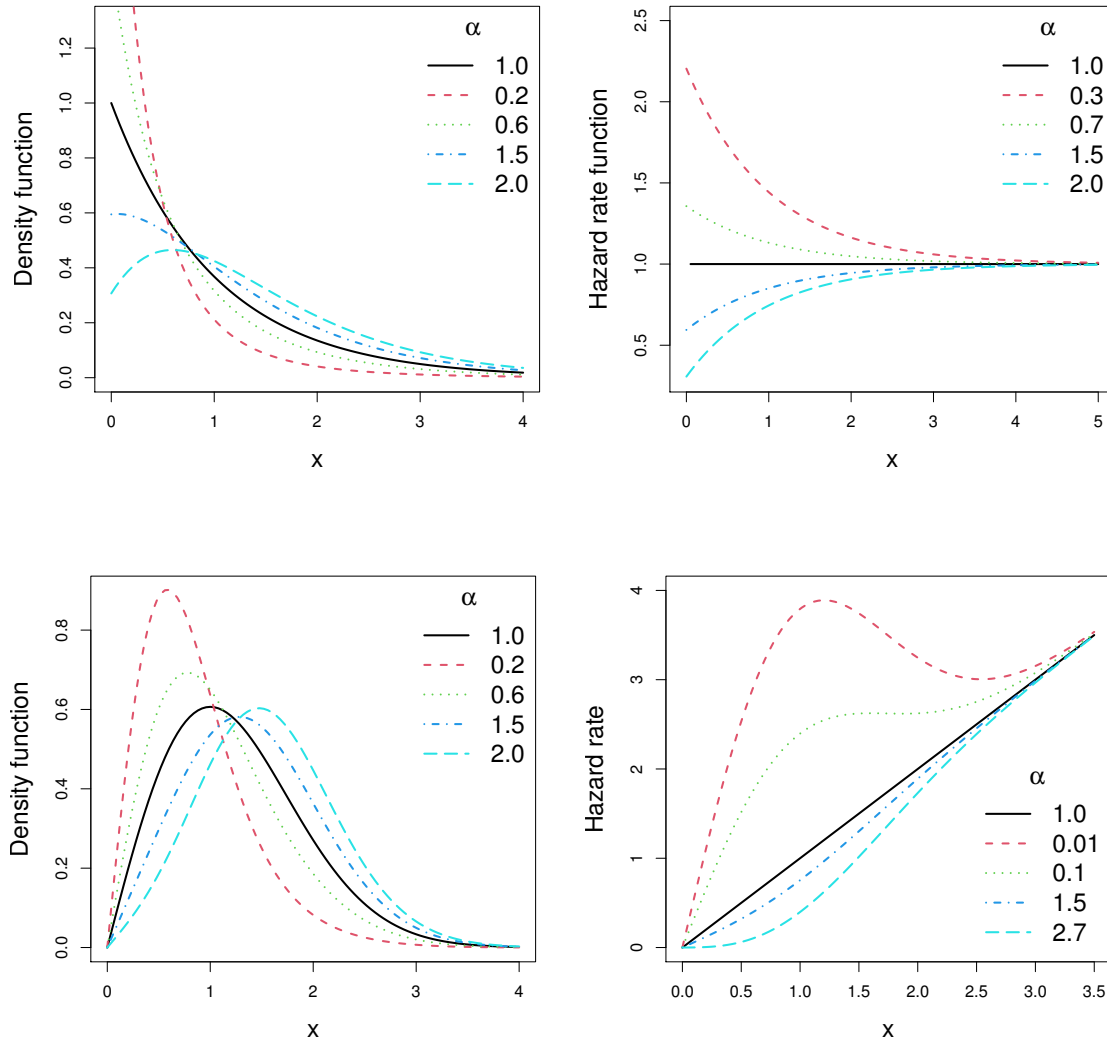 Density function
0.0 0.2 0.4 0.6 0.8 1.0 1.2
0 1 2 3 4
x
α
1.0
0.2
0.6
1.5
2.0
Hazard rate function
0.5 1.0 1.5 2.0 2.5
0 1 2 3 4 5
x
α
1.0
0.3
0.7
1.5
2.0
Density function
0.0 0.2 0.4 0.6 0.8
0 1 2 3 4
x
α
1.0
0.2
0.6
1.5
2.0
Hazard rate
0 1 2 3 4
0.0 0.5 1.0 1.5 2.0 2.5 3.0 3.5
x
α
1.0
0.01
0.1
1.5
2.7